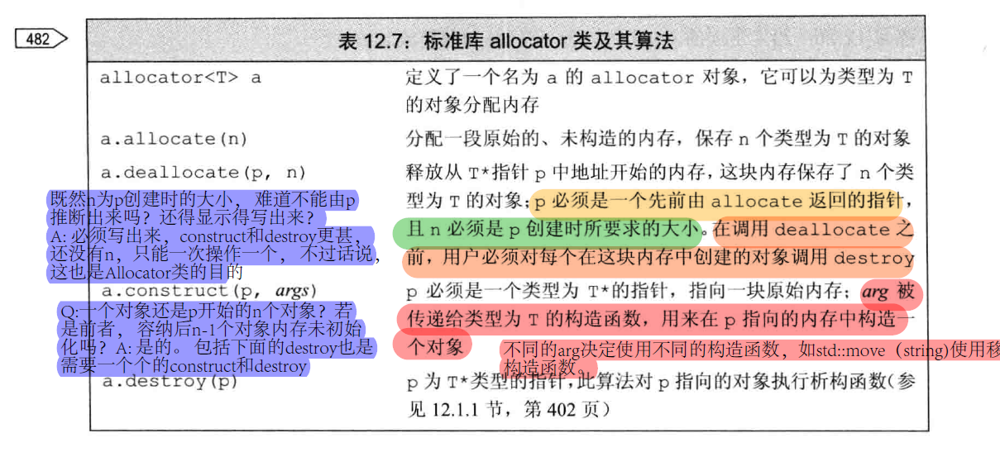 482
表 12.7：标准库 allocator 类及其算法
allocator<T> a
定义了一个名为 a 的 allocator 对象，它可以为类型为 T
的对象分配内存
a.allocate(n)
分配一段原始的、未构造的内存，保存 n 个类型为 T 的对象
a.deallocate(p, n)
释放从 T*指针 p 中地址开始的内存，这块内存保存了 n 个类
型为 T 的对象；p 必须是一个先前由 allocate 返回的指针，
且 n 必须是 p 创建时所要求的大小。在调用 deallocate 之
前，用户必须对每个在这块内存中创建的对象调用 destroy
既然n为p创建时的大小，难道不能由p
推断出来吗？还得显示得写出来？
A: 必须写出来，construct和destroy更甚，
还没有n，只能一次操作一个，不过话说，
这也是Allocator类的目的
a.construct(p, args)
p 必须是一个类型为 T*的指针，指向一块原始内存；arg 被
传递给类型为 T 的构造函数，用来在 p 指向的内存中构造一
个对象
Q:一个对象还是p开始的n个对象？若
是前者，容纳后n-1个对象内存未初始
化吗？A: 是的。包括下面的destroy也是
需要一个个的construct和destroy
不同的arg决定使用不同的构造函数，如std::move（string)使用移
构造函数。
a.destroy(p)
p 为 T*类型的指针，此算法对 p 指向的对象执行析构函数（参
见 12.1.1 节，第 402 页）